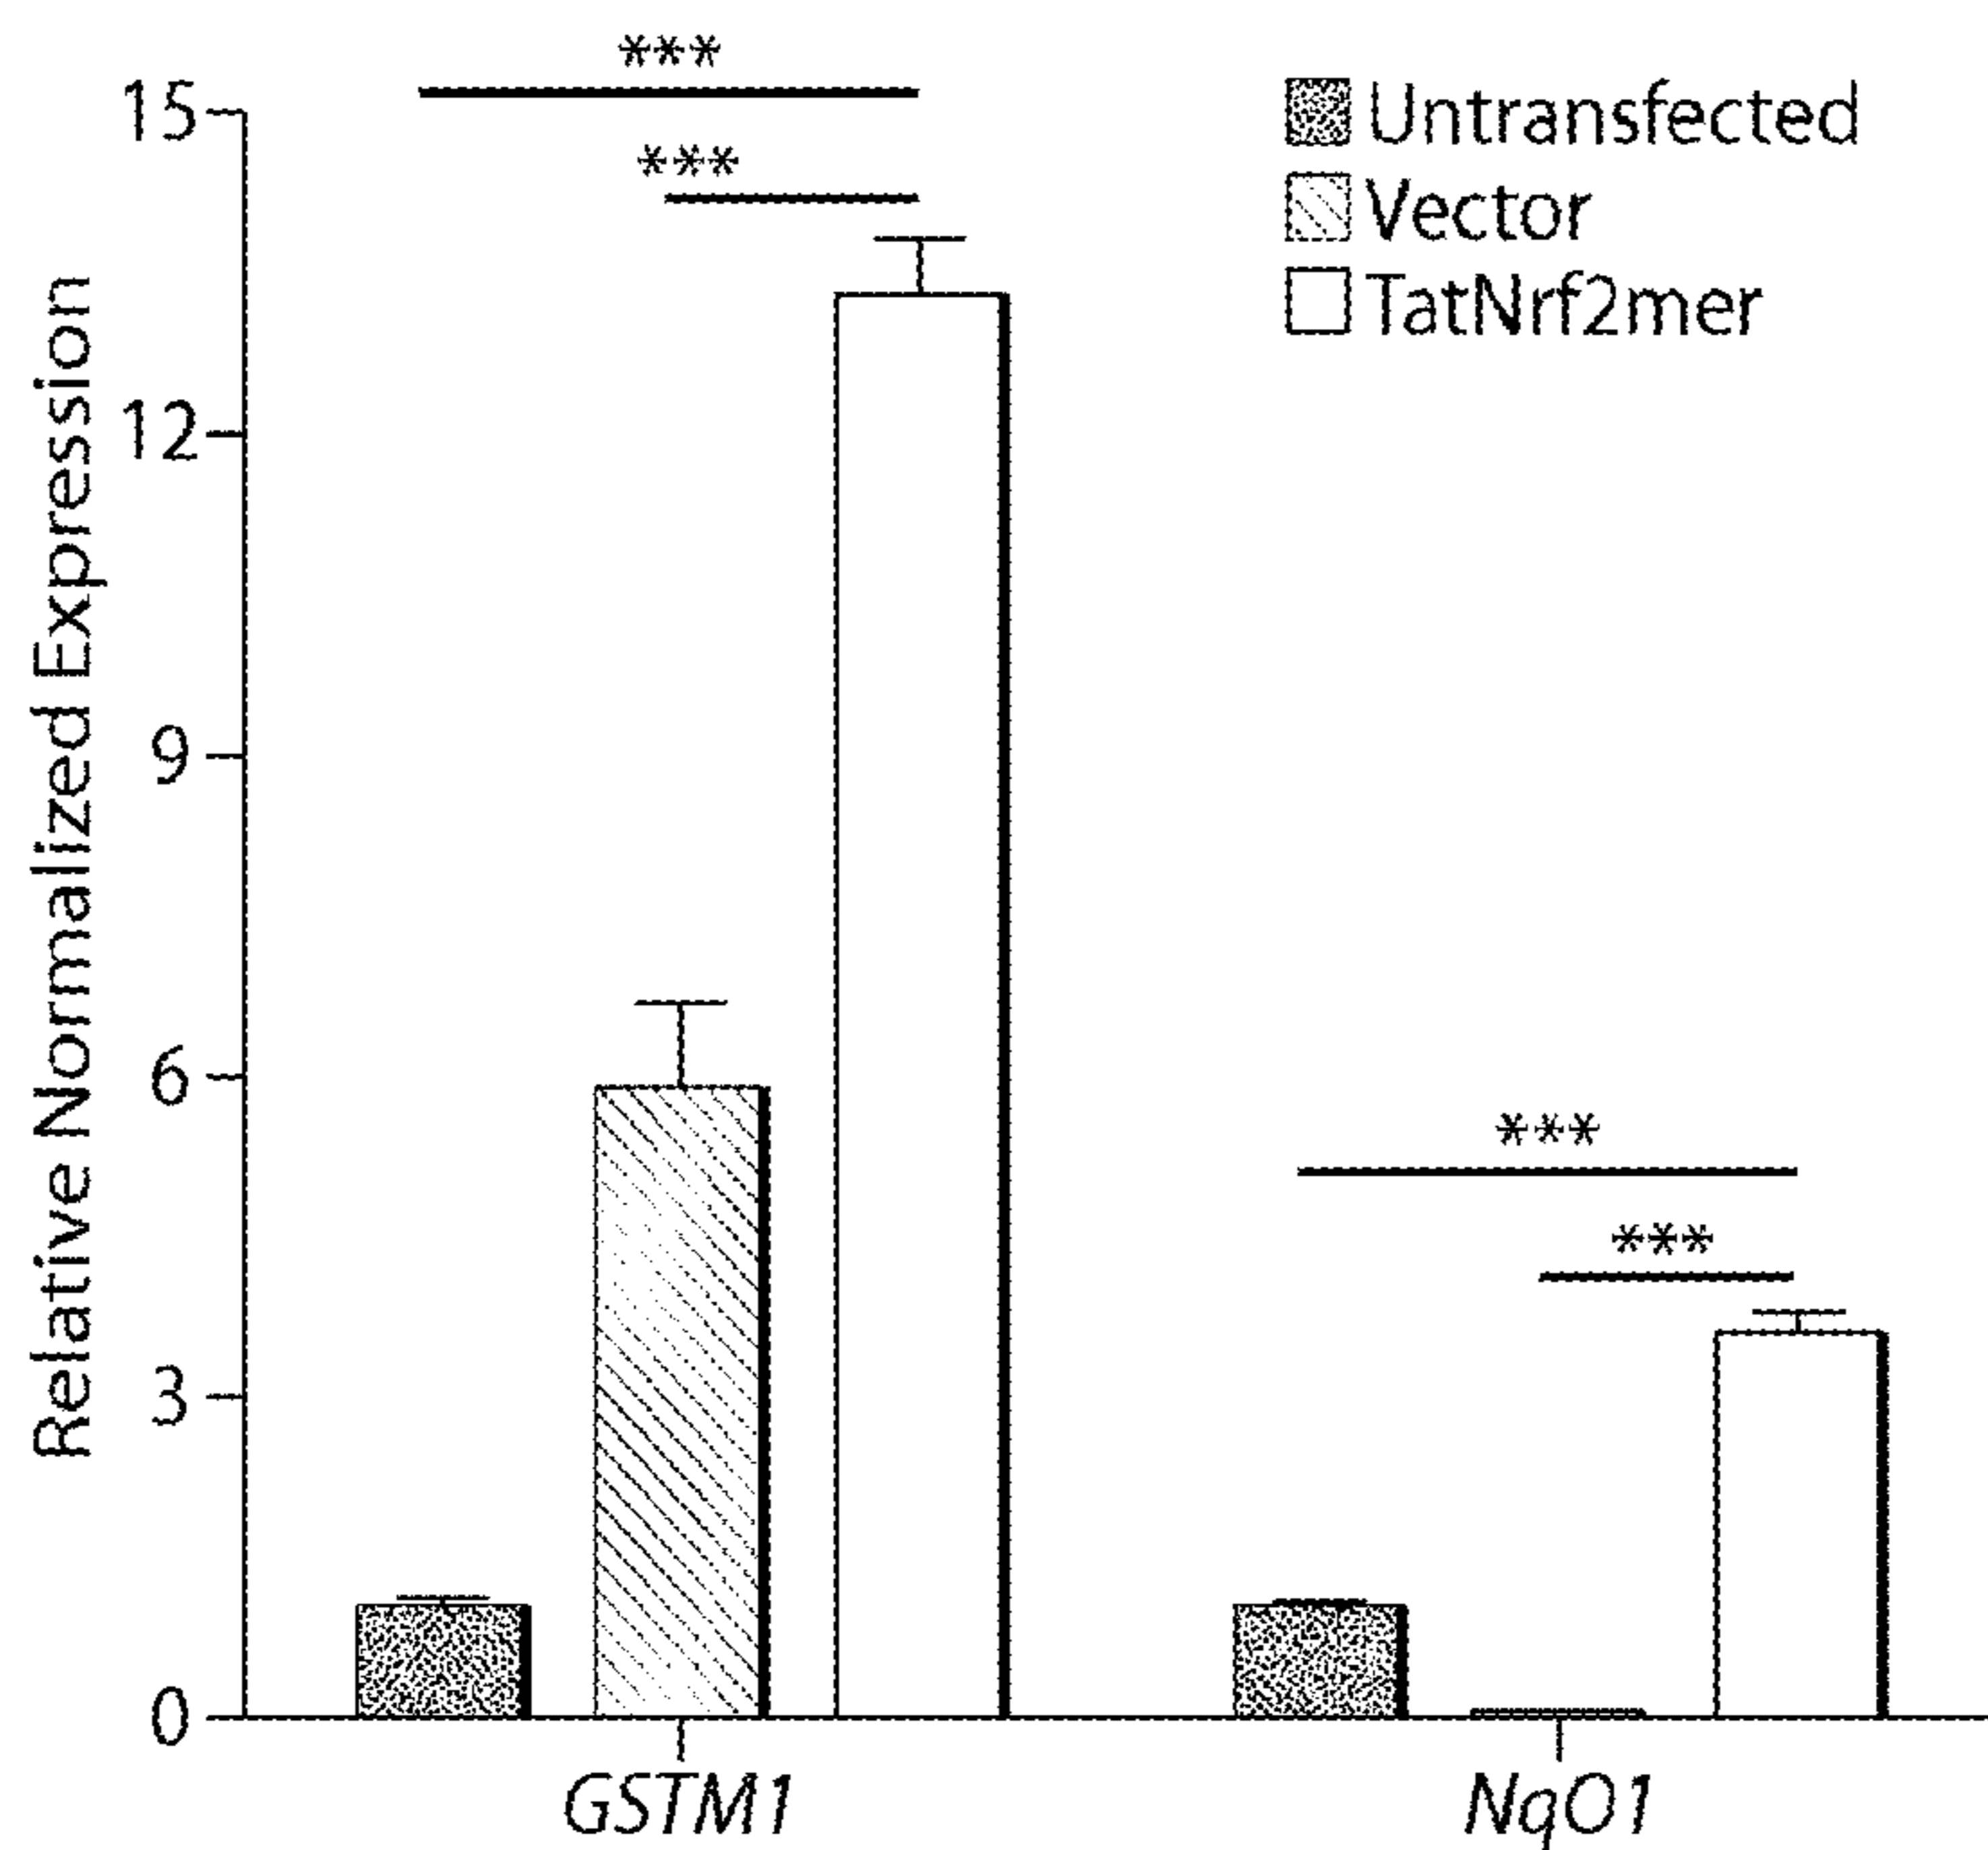 ***
***
15
12
9
6
3
0
Relative Normalized Expression
Untransfected
Vector
TatNrf2mer
***
***
GSTM1
NqO1